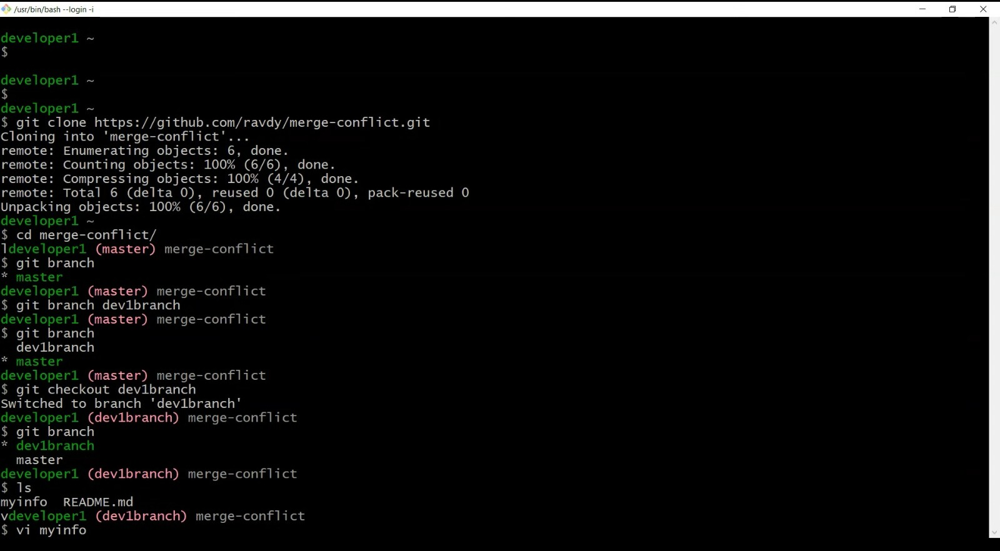 /usr/bin/bash --login -i
developer1 ~
$
developer1 ~
$
developer1 ~
$ git clone https://github.com/ravdy/merge-conflict.git
Cloning into 'merge-conflict'...
remote: Enumerating objects: 6, done.
remote: Counting objects: 100% (6/6), done.
remote: Compressing objects: 100% (4/4), done.
remote: Total 6 (delta 0), reused 0 (delta 0), pack-reused 0
Unpacking objects: 100% (6/6), done.
developer1 ~
$ cd merge-conflict/
ldeveloper1 (master) merge-conflict
$ git branch
* master
developer1 (master) merge-conflict
$ git branch dev1branch
developer1 (master) merge-conflict
$ git branch
  dev1branch
* master
developer1 (master) merge-conflict
$ git checkout dev1branch
Switched to branch 'dev1branch'
developer1 (dev1branch) merge-conflict
$ git branch
* dev1branch
  master
developer1 (dev1branch) merge-conflict
$ ls
myinfo  README.md
vdeveloper1 (dev1branch) merge-conflict
$ vi myinfo